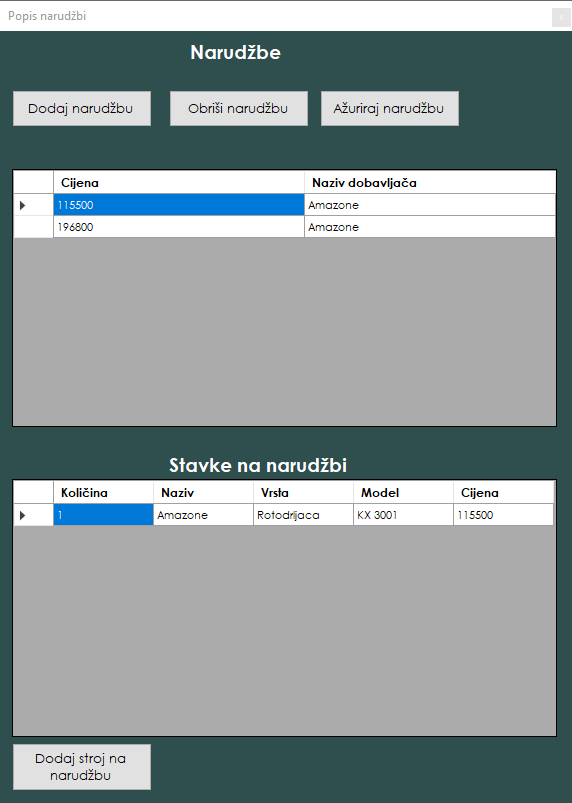 Popis narudžbi
Narudžbe
Dodaj narudžbu Obriši narudžbu Ažuriraj narudžbu
Cijena Naziv dobavljača
115500 Amazone
196800 Amazone
Stavke na narudžbi
Količina Naziv Vrsta Model Cijena
1 Amazone Rotodrljaca KX 3001 115500
Dodaj stroj na
narudžbu